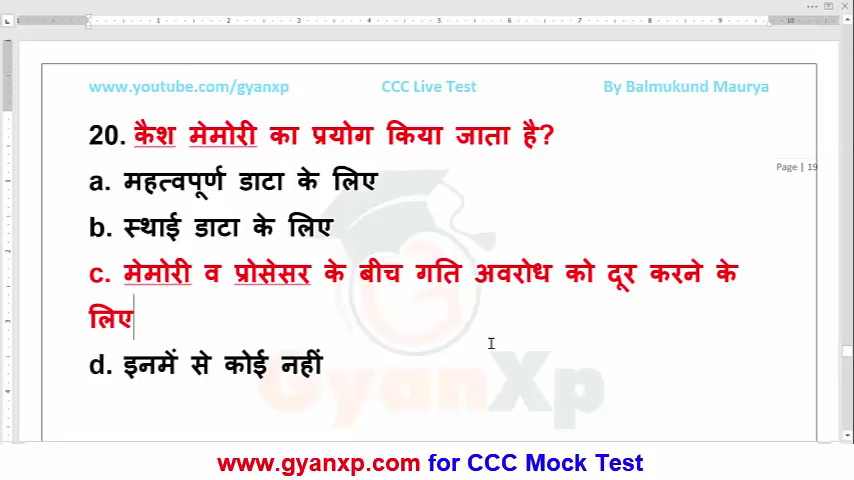 www.youtube.com/gyanxp CCC Live Test By Balmukund Maurya
20. कैश मेमोरी का प्रयोग किया जाता है?
Page | 19
a. महत्वपूर्ण डाटा के लिए
b. स्थाई डाटा के लिए
c. मेमोरी व प्रोसेसर के बीच गति अवरोध को दूर करने के
लिए
d. इनमें से कोई नहीं
GyanXp
www.gyanxp.com for CCC Mock Test